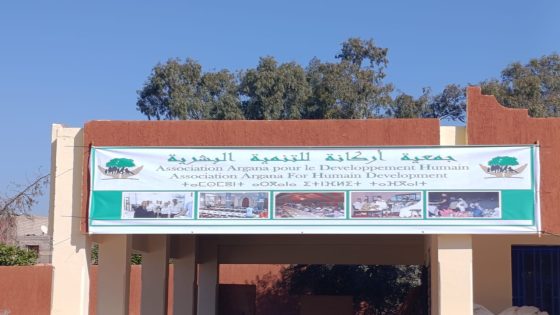 جمعية أركانة للتنمية البشرية
Association Argana pour le Developpement Humain
Association Argana For Humain Development